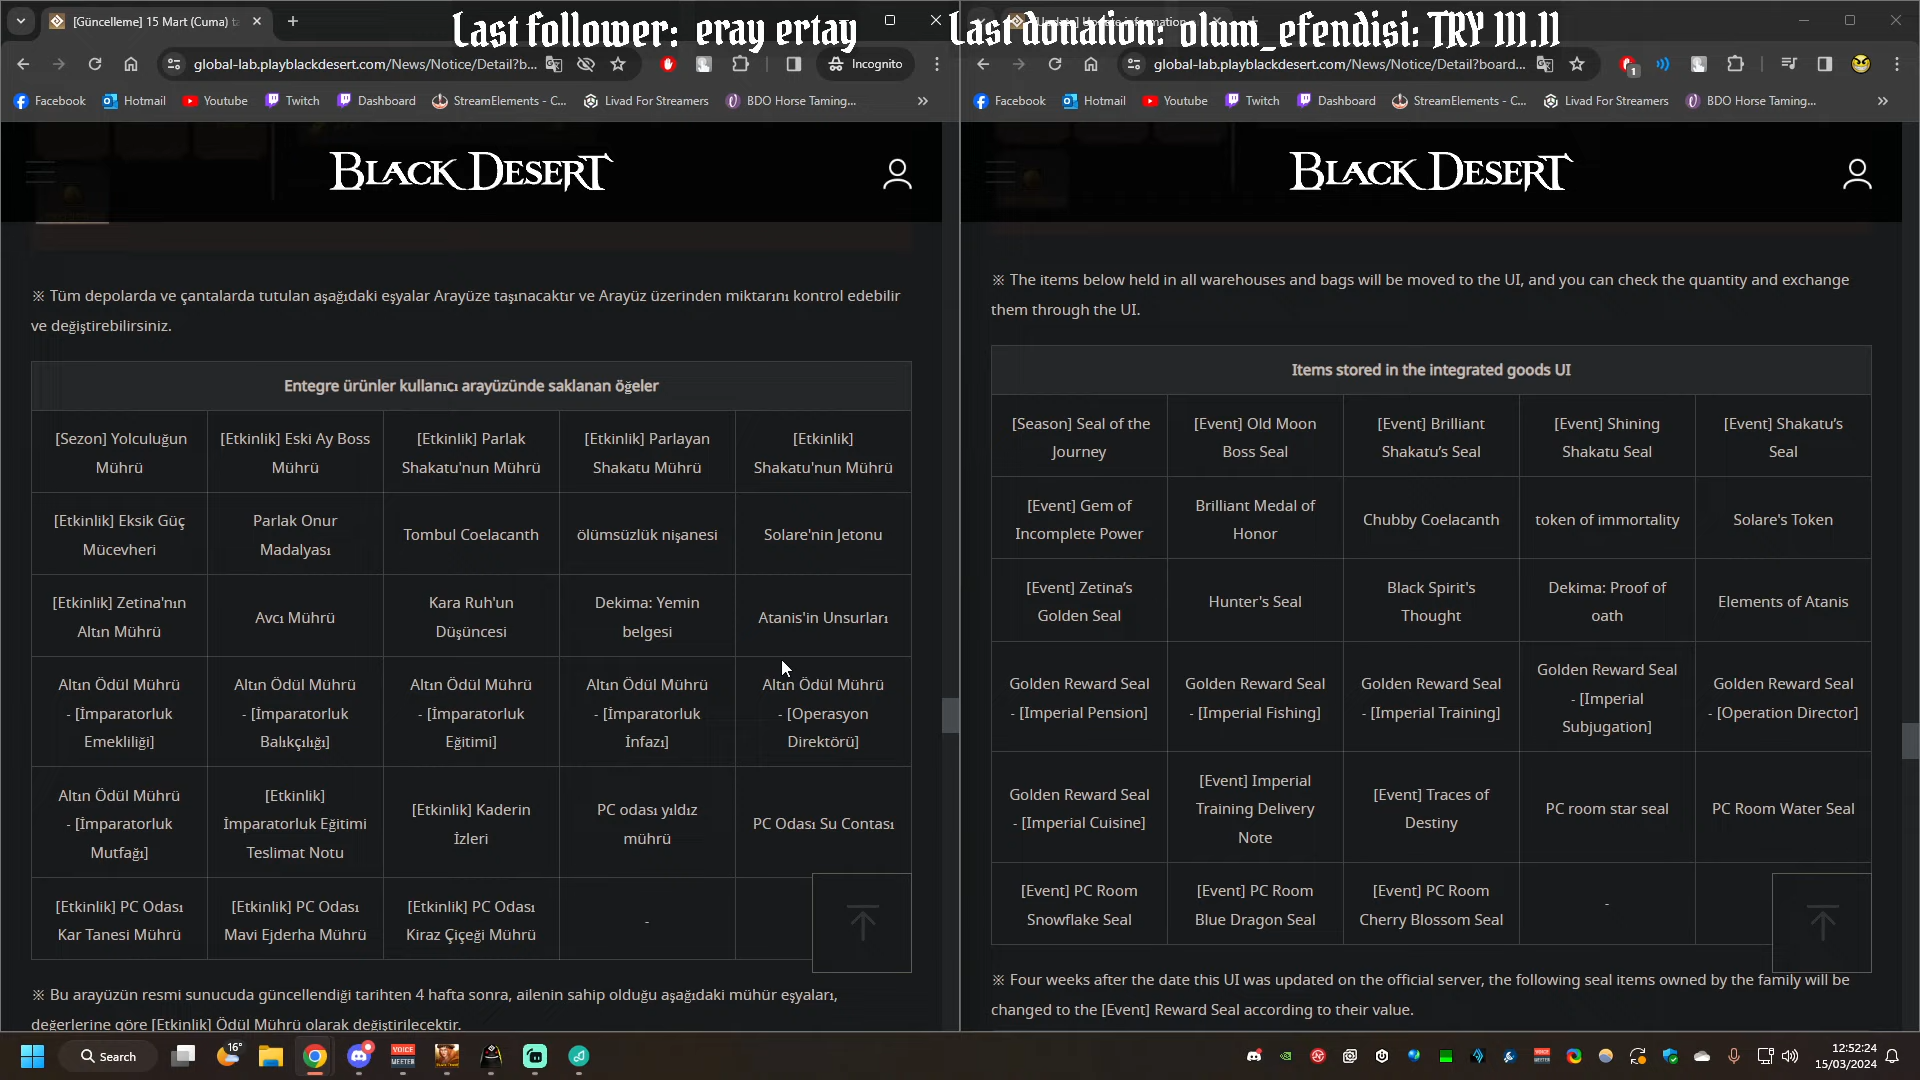 [Güncelleme] 15 Mart (Cuma)
Last follower: eray ertay
Last donation: olum_efendisi: TRY 111.11
global-lab.playblackdesert.com/News/Notice/Detail?b...
Incognito
global-lab.playblackdesert.com/News/Notice/Detail?board...
1
Facebook
Hotmail
Youtube
Twitch
Dashboard
StreamElements - C...
Livad For Streamers
BDO Horse Taming...
»
Facebook
Hotmail
Youtube
Twitch
Dashboard
StreamElements - C...
Livad For Streamers
BDO Horse Taming...
»
BLACK DESERT
BLACK DESERT
※ Tüm depolarda ve çantalarda tutulan aşağıdaki eşyalar Arayüze taşınacaktır ve Arayüz üzerinden miktarını kontrol edebilir
ve değiştirebilirsiniz.
Entegre ürünler kullanıcı arayüzünde saklanan öğeler
[Sezon] Yolculuğun
Mührü
[Etkinlik] Eski Ay Boss
Mührü
[Etkinlik] Parlak
Shakatu'nun Mührü
[Etkinlik] Parlayan
Shakatu Mührü
[Etkinlik]
Shakatu'nun Mührü
[Etkinlik] Eksik Güç
Mücevheri
Parlak Onur
Madalyası
Tombul Coelacanth
ölümsüzlük nişanesi
Solare'nin Jetonu
[Etkinlik] Zetina'nın
Altın Mührü
Avcı Mührü
Kara Ruh'un
Düşüncesi
Dekima: Yemin
belgesi
Atanis'in Unsurları
Altın Ödül Mührü
- [İmparatorluk
Emekliliği]
Altın Ödül Mührü
- [İmparatorluk
Balıkçılığı]
Altın Ödül Mührü
- [İmparatorluk
Eğitimi]
Altın Ödül Mührü
- [İmparatorluk
İnfazı]
Altın Ödül Mührü
- [Operasyon
Direktörü]
Altın Ödül Mührü
- [İmparatorluk
Mutfağı]
[Etkinlik]
İmparatorluk Eğitimi
Teslimat Notu
[Etkinlik] Kaderin
İzleri
PC odası yıldız
mührü
PC Odası Su Contası
[Etkinlik] PC Odası
Kar Tanesi Mührü
[Etkinlik] PC Odası
Mavi Ejderha Mührü
[Etkinlik] PC Odası
Kiraz Çiçeği Mührü
-
※ Bu arayüzün resmi sunucuda güncellendiği tarihten 4 hafta sonra, ailenin sahip olduğu aşağıdaki mühür eşyaları,
değerlerine göre [Etkinlik] Ödül Mührü olarak değiştirilecektir.
※ The items below held in all warehouses and bags will be moved to the UI, and you can check the quantity and exchange
them through the UI.
Items stored in the integrated goods UI
[Season] Seal of the
Journey
[Event] Old Moon
Boss Seal
[Event] Brilliant
Shakatu's Seal
[Event] Shining
Shakatu Seal
[Event] Shakatu's
Seal
[Event] Gem of
Incomplete Power
Brilliant Medal of
Honor
Chubby Coelacanth
token of immortality
Solare's Token
[Event] Zetina's
Golden Seal
Hunter's Seal
Black Spirit's
Thought
Dekima: Proof of
oath
Elements of Atanis
Golden Reward Seal
- [Imperial Pension]
Golden Reward Seal
- [Imperial Fishing]
Golden Reward Seal
- [Imperial Training]
Golden Reward Seal
- [Imperial
Subjugation]
Golden Reward Seal
- [Operation Director]
Golden Reward Seal
- [Imperial Cuisine]
[Event] Imperial
Training Delivery
Note
[Event] Traces of
Destiny
PC room star seal
PC Room Water Seal
[Event] PC Room
Snowflake Seal
[Event] PC Room
Blue Dragon Seal
[Event] PC Room
Cherry Blossom Seal
-
※ Four weeks after the date this UI was updated on the official server, the following seal items owned by the family will be
changed to the [Event] Reward Seal according to their value.
Search
16°
VOICE
MEETER
12:52:24
15/03/2024